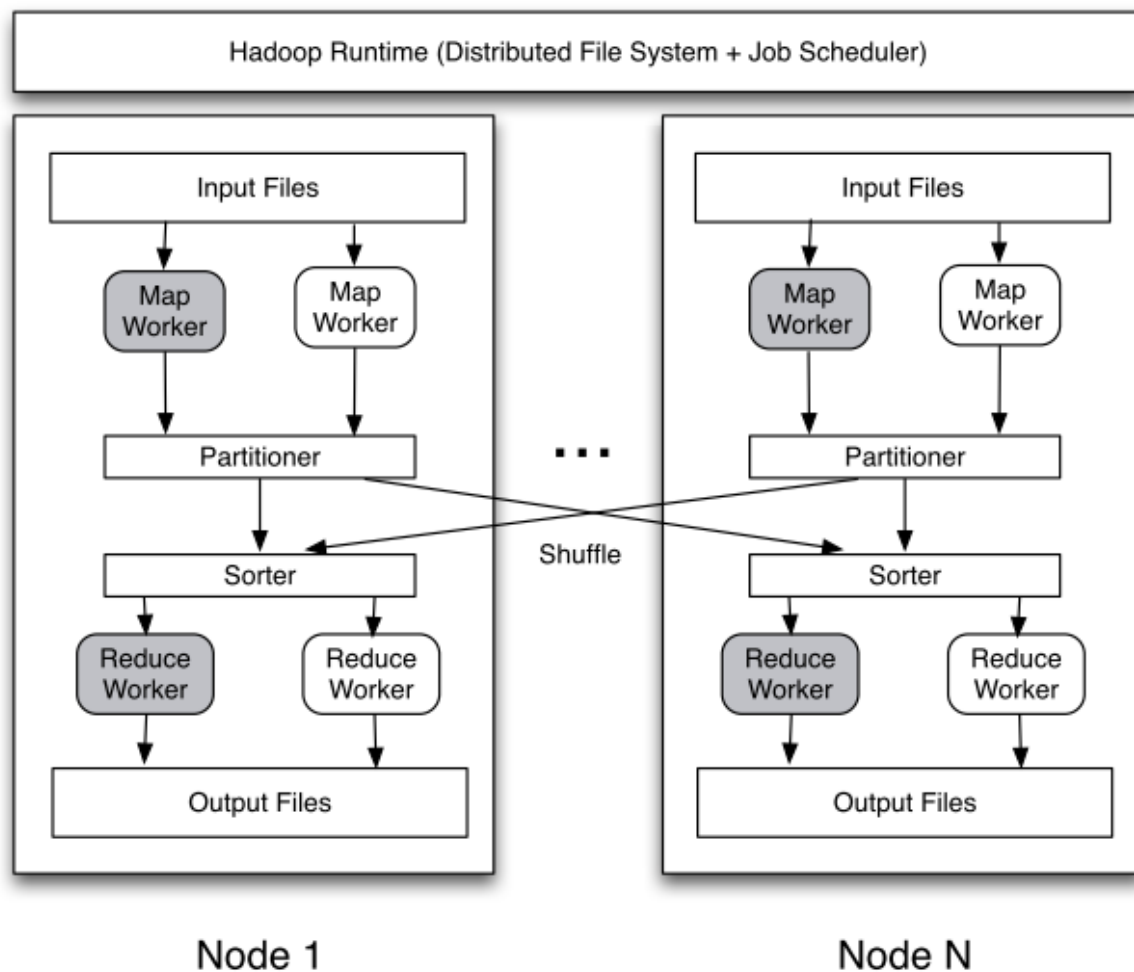 Hadoop Runtime (Distributed File System + Job Scheduler)
Input Files
Map
Worker
Map
Worker
Partitioner
Sorter
Reduce
Worker
Reduce
Worker
Output Files
Node 1
...
Shuffle
Input Files
Map
Worker
Map
Worker
Partitioner
Sorter
Reduce
Worker
Reduce
Worker
Output Files
Node N